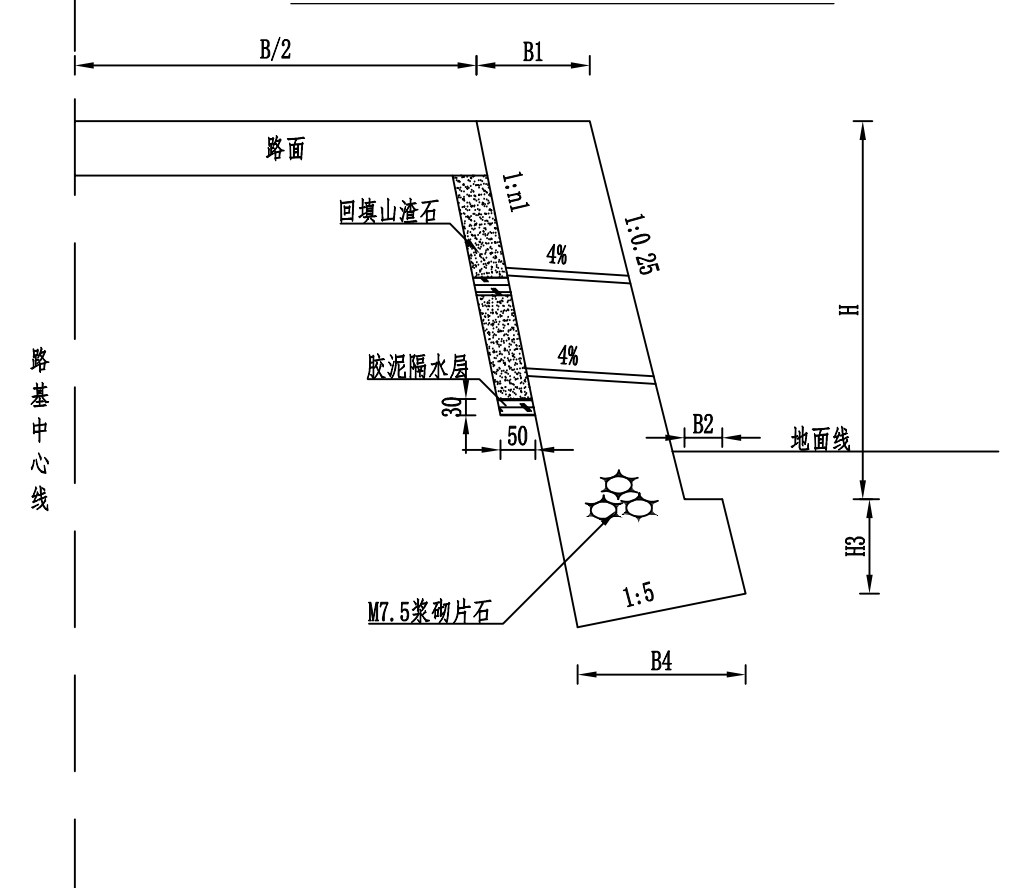 B/2
B1
路面
1:n1
回填山渣石
1:0.25
4%
H
路基中心线
胶泥隔水层
4%
30
50
B2
地面线
H3
M7.5浆砌片石
1:5
B4